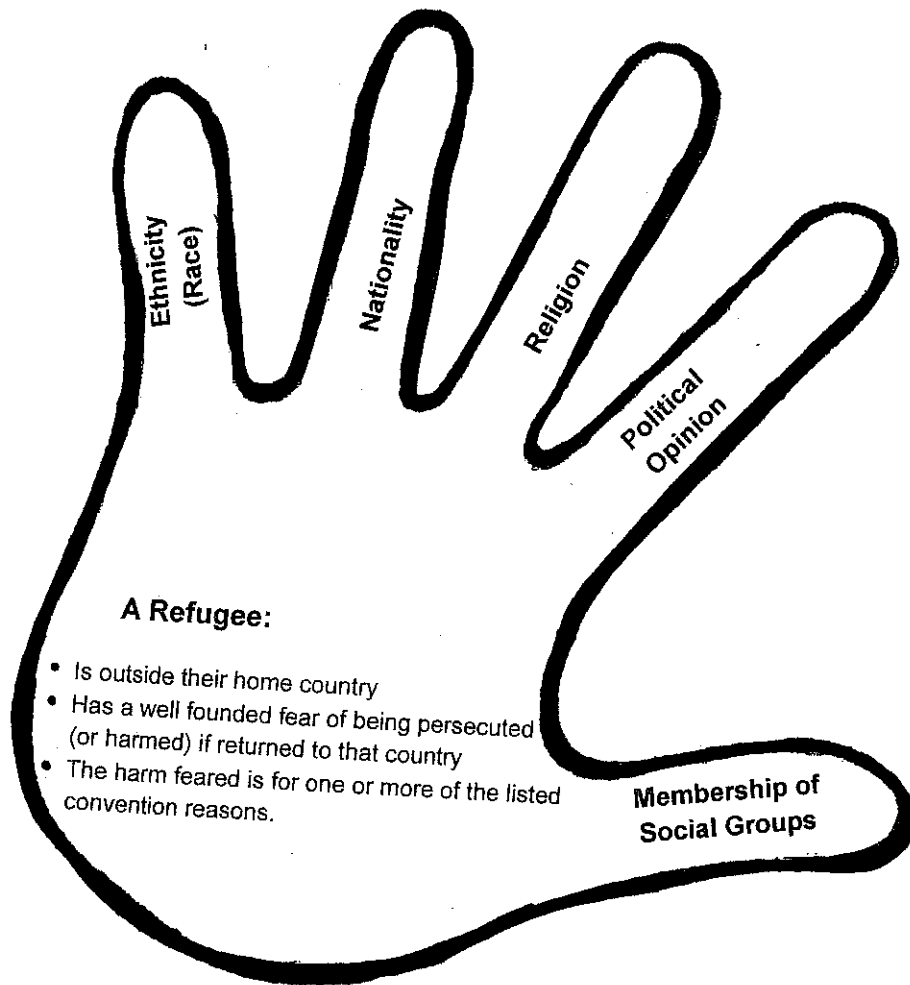 Ethnicity
(Race)
Nationality
Religion
Political
Opinion
A Refugee:
• Is outside their home country
• Has a well founded fear of being persecuted
(or harmed) if returned to that country
• The harm feared is for one or more of the listed
convention reasons.
Membership of
Social Groups